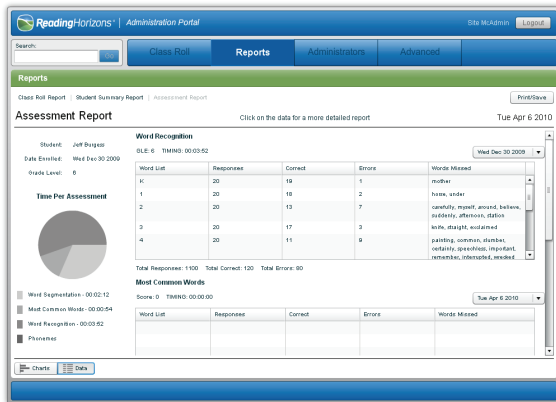 ReadingHorizons | Administration Portal
Site McAdmin Logout
Search:
Go
Class Roll Reports Administrators Advanced
Reports
Class Roll Report | Student Summary Report | Assessment Report
Print/Save
Assessment Report
Click on the data for a more detailed report
Tue Apr 6 2010
Student: Jeff Burgess
Date Enrolled: Wed Dec 30 2009
Grade Level: 6
Time Per Assessment
Word Segmentation - 00:02:12
Most Common Words - 00:00:54
Word Recognition - 00:03:52
Phonemes
Word Recognition
GLE: 6 TIMING: 00:03:52
Wed Dec 30 2009
Word List Responses Correct Errors Words Missed
K 20 19 1 mother
1 20 18 2 horse, under
2 20 13 7 carefully, myself, around, believe,
suddenly, afternoon, station
3 20 17 3 knife, straight, exclaimed
4 20 11 9 painting, common, slumber,
certainly, speechless, important,
remember, interrupted, wrecked
Total Responses: 1100 Total Correct: 120 Total Errors: 80
Most Common Words
Score: 0 TIMING: 00:00:00
Tue Apr 6 2010
Word List Responses Correct Errors Words Missed
Charts Data